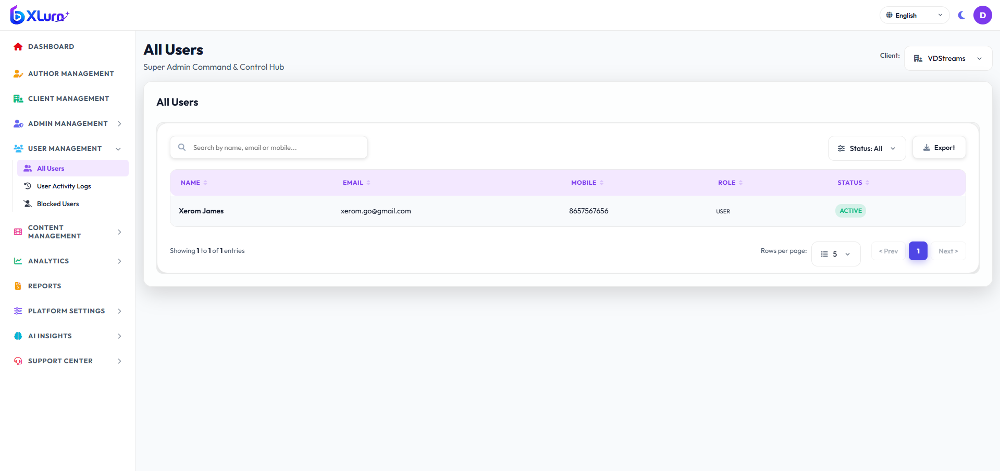 XLurn
English
D
DASHBOARD
AUTHOR MANAGEMENT
CLIENT MANAGEMENT
ADMIN MANAGEMENT
USER MANAGEMENT
All Users
User Activity Logs
Blocked Users
CONTENT
MANAGEMENT
ANALYTICS
REPORTS
PLATFORM SETTINGS
AI INSIGHTS
SUPPORT CENTER
All Users
Super Admin Command & Control Hub
Client:
VDStreams
All Users
Search by name, email or mobile...
Status: All
Export
NAME EMAIL MOBILE ROLE STATUS
Xerom James xerom.go@gmail.com 8657567656 USER ACTIVE
Showing 1 to 1 of 1 entries
Rows per page: 5 < Prev 1 Next >